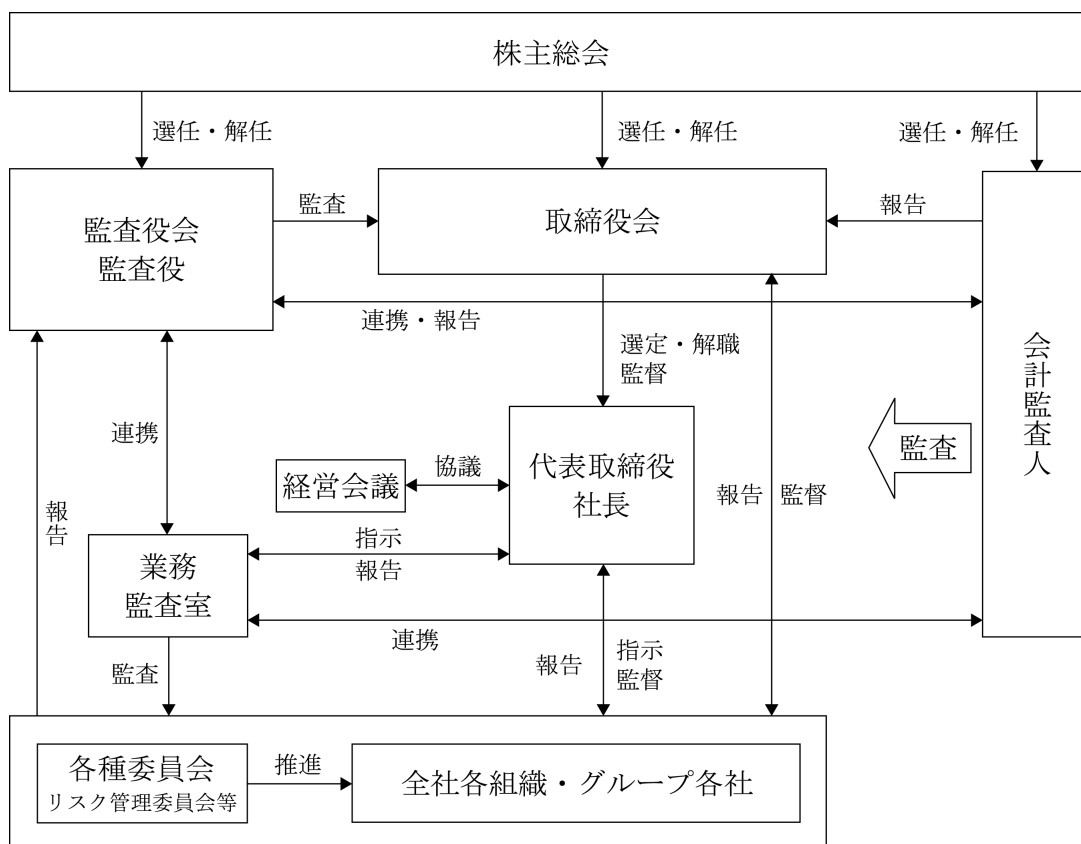 株主総会
選任・解任
選任・解任
選任・解任
監査役会
監査役
監査
取締役会
報告
連携・報告
選定・解職
監督
会計監査人
連携
経営会議
協議
代表取締役
社長
監査
報告
監督
報告
業務
監査室
指示
報告
連携
監査
報告
指示
監督
各種委員会
リスク管理委員会等
推進
全社各組織・グループ各社